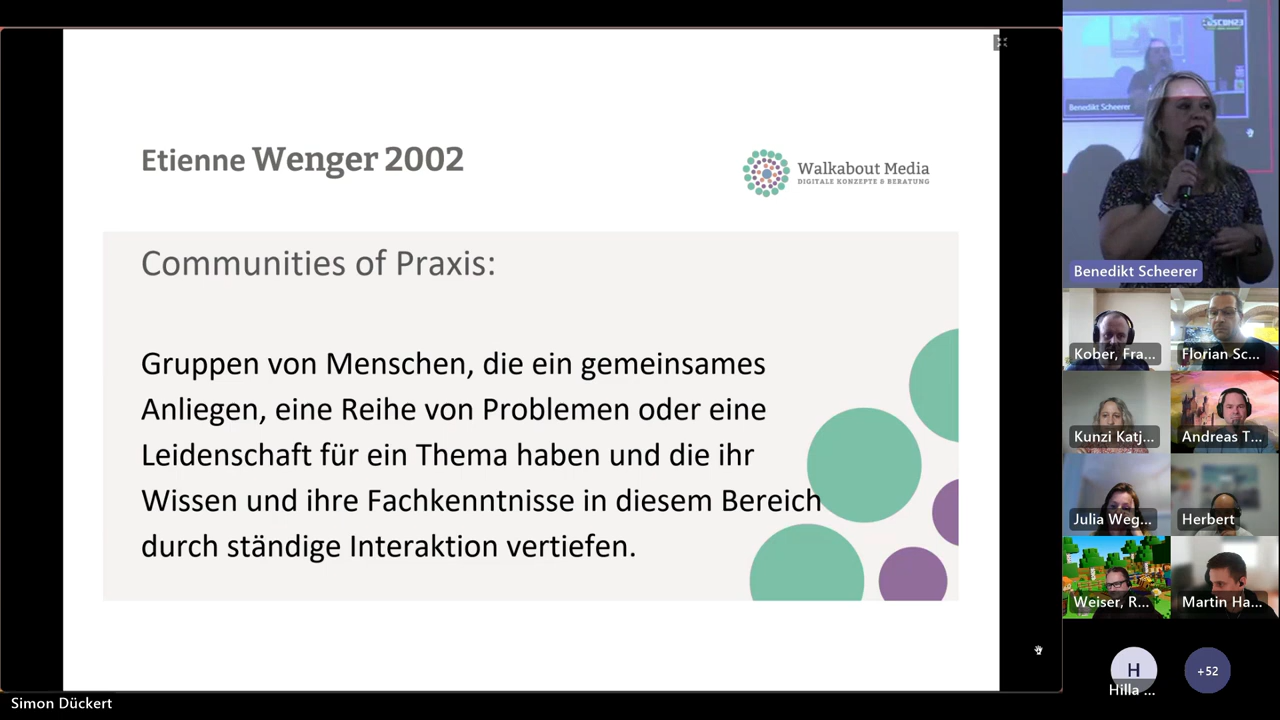 Etienne Wenger 2002
Walkabout Media
DIGITALE KONZEPTE & BERATUNG
Communities of Praxis:
Gruppen von Menschen, die ein gemeinsames
Anliegen, eine Reihe von Problemen oder eine
Leidenschaft für ein Thema haben und die ihr
Wissen und ihre Fachkenntnisse in diesem Bereich
durch ständige Interaktion vertiefen.
Simon Dückert
Benedikt Scheerer
Benedikt Scheerer
Kober, Fra...
Florian Sc...
Kunzi Katj...
Andreas T...
Julia Weg...
Herbert
Weiser, R...
Martin Ha...
H
Hilla ...
+52